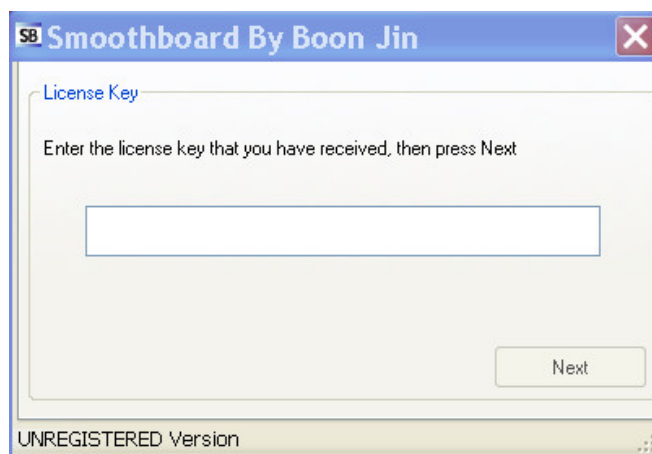 SB Smoothboard By Boon Jin
License Key
Enter the license key that you have received, then press Next
Next
UNREGISTERED Version